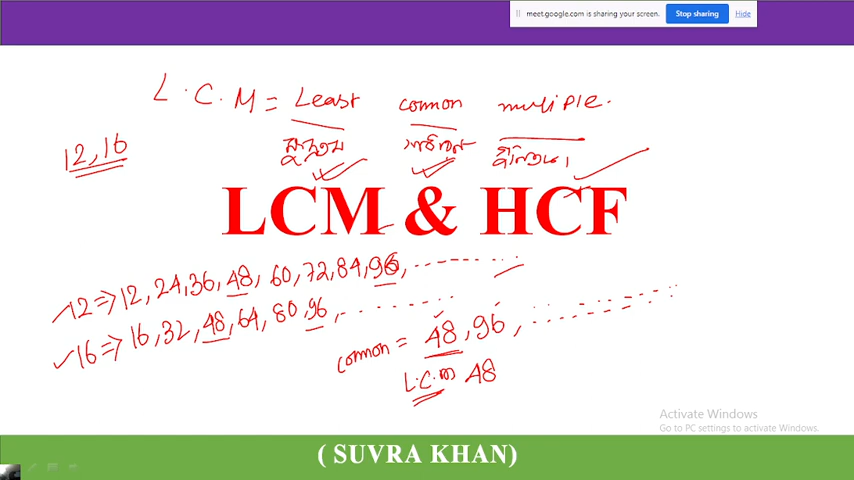 meet.google.com is sharing your screen. Stop sharing Hide
L.C.M = Least common multiple.
12, 16
LCM & HCF
12 => 12, 24, 36, 48, 60, 72, 84, 96, ............
16 => 16, 32, 48, 64, 80, 96, ............
common = 48, 96, ............
L.C.M 48
Activate Windows
Go to PC settings to activate Windows.
( SUVRA KHAN)